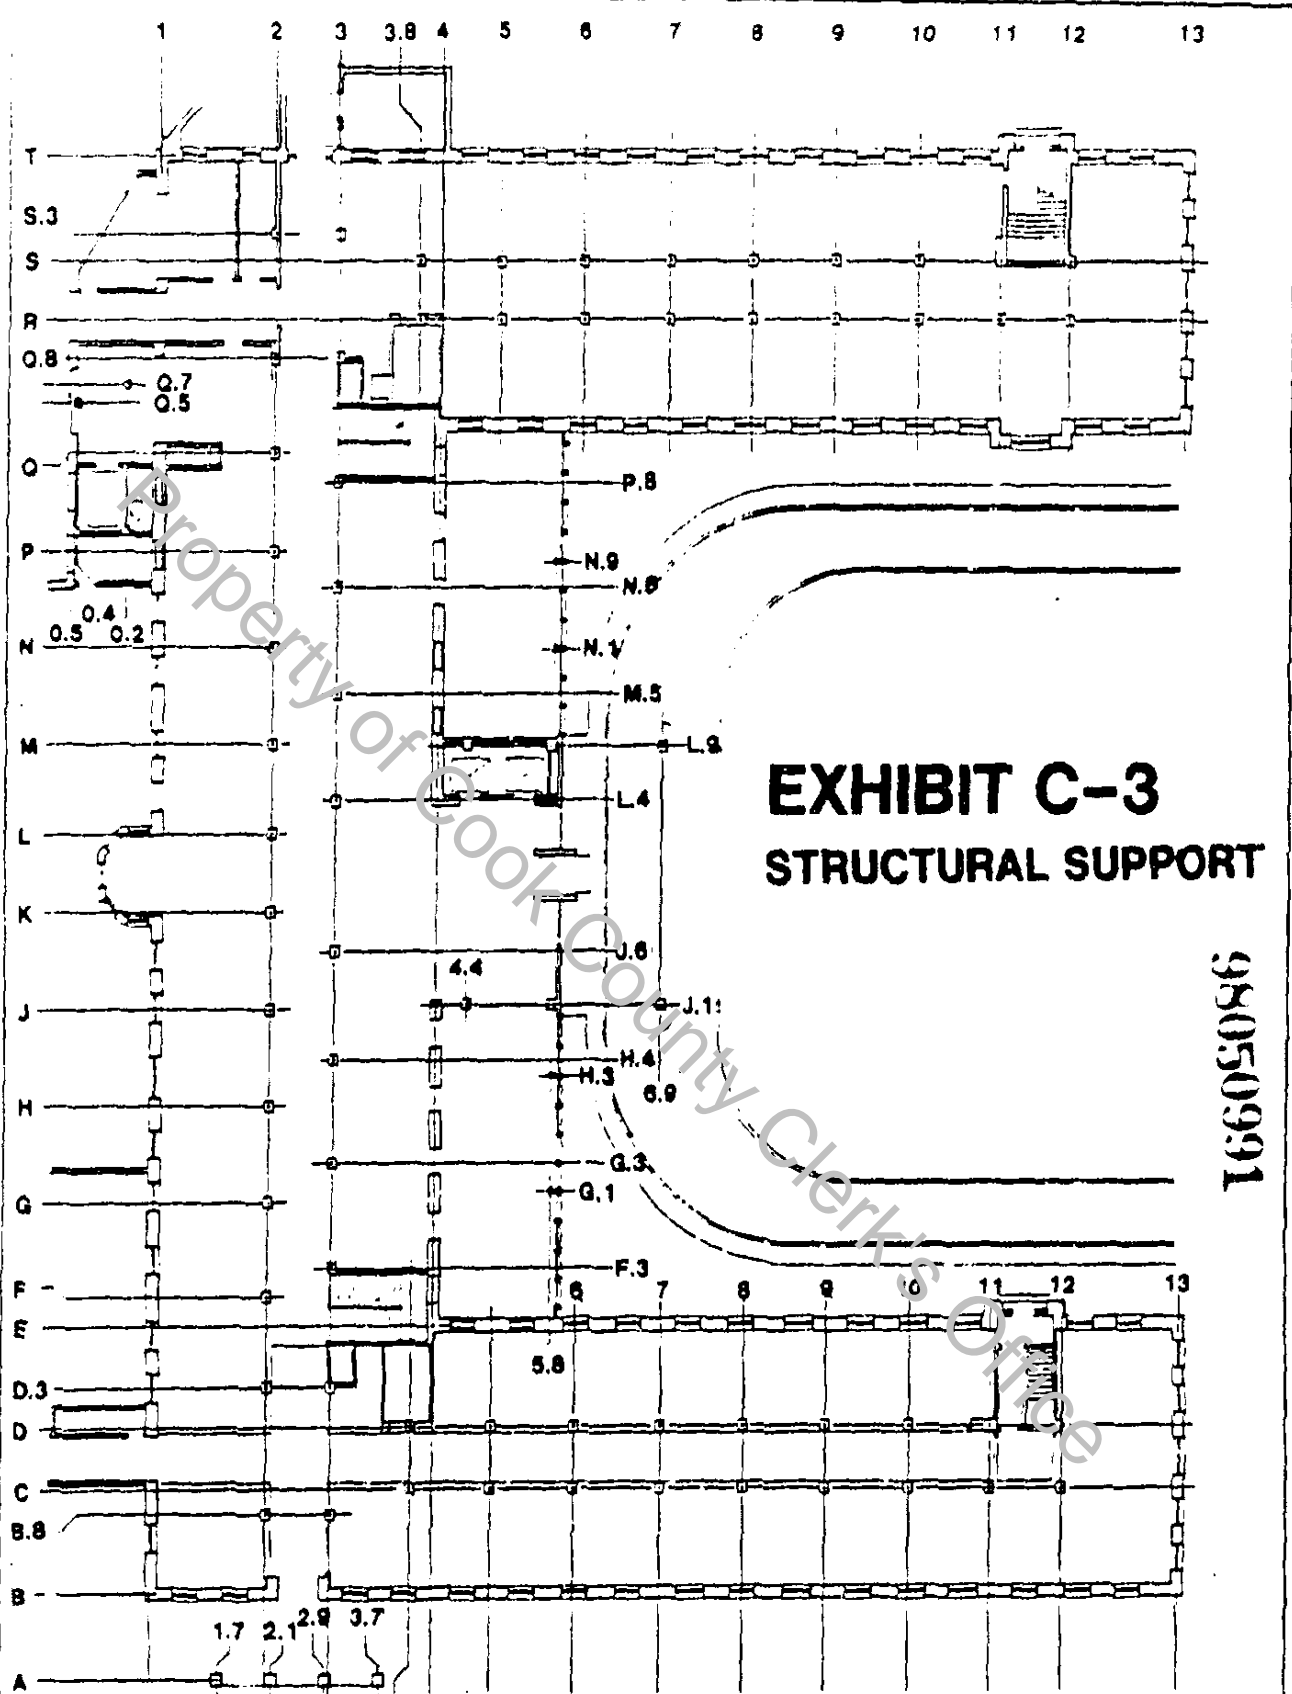 1 2 3 3.8 4 5 6 7 8 9 10 11 12 13
T
S.3
S
R
Q.8
Q.7
Q.5
Q
P.8
P
N.9
N.8
0.4
0.5 0.2
N
N.1
M.5
M
L.9
L.4
EXHIBIT C-3
L
STRUCTURAL SUPPORT
K
J.6
4.4
J
J.1
H.4
H.3
6.9
H
98050991
G.3
G
G.1
F.3
F
6 7 8 9 10 11 12 13
E
5.8
D.3
D
C
B.8
B
1.7 2.1 2.9 3.7
A
Property of Cook County Clerk's Office